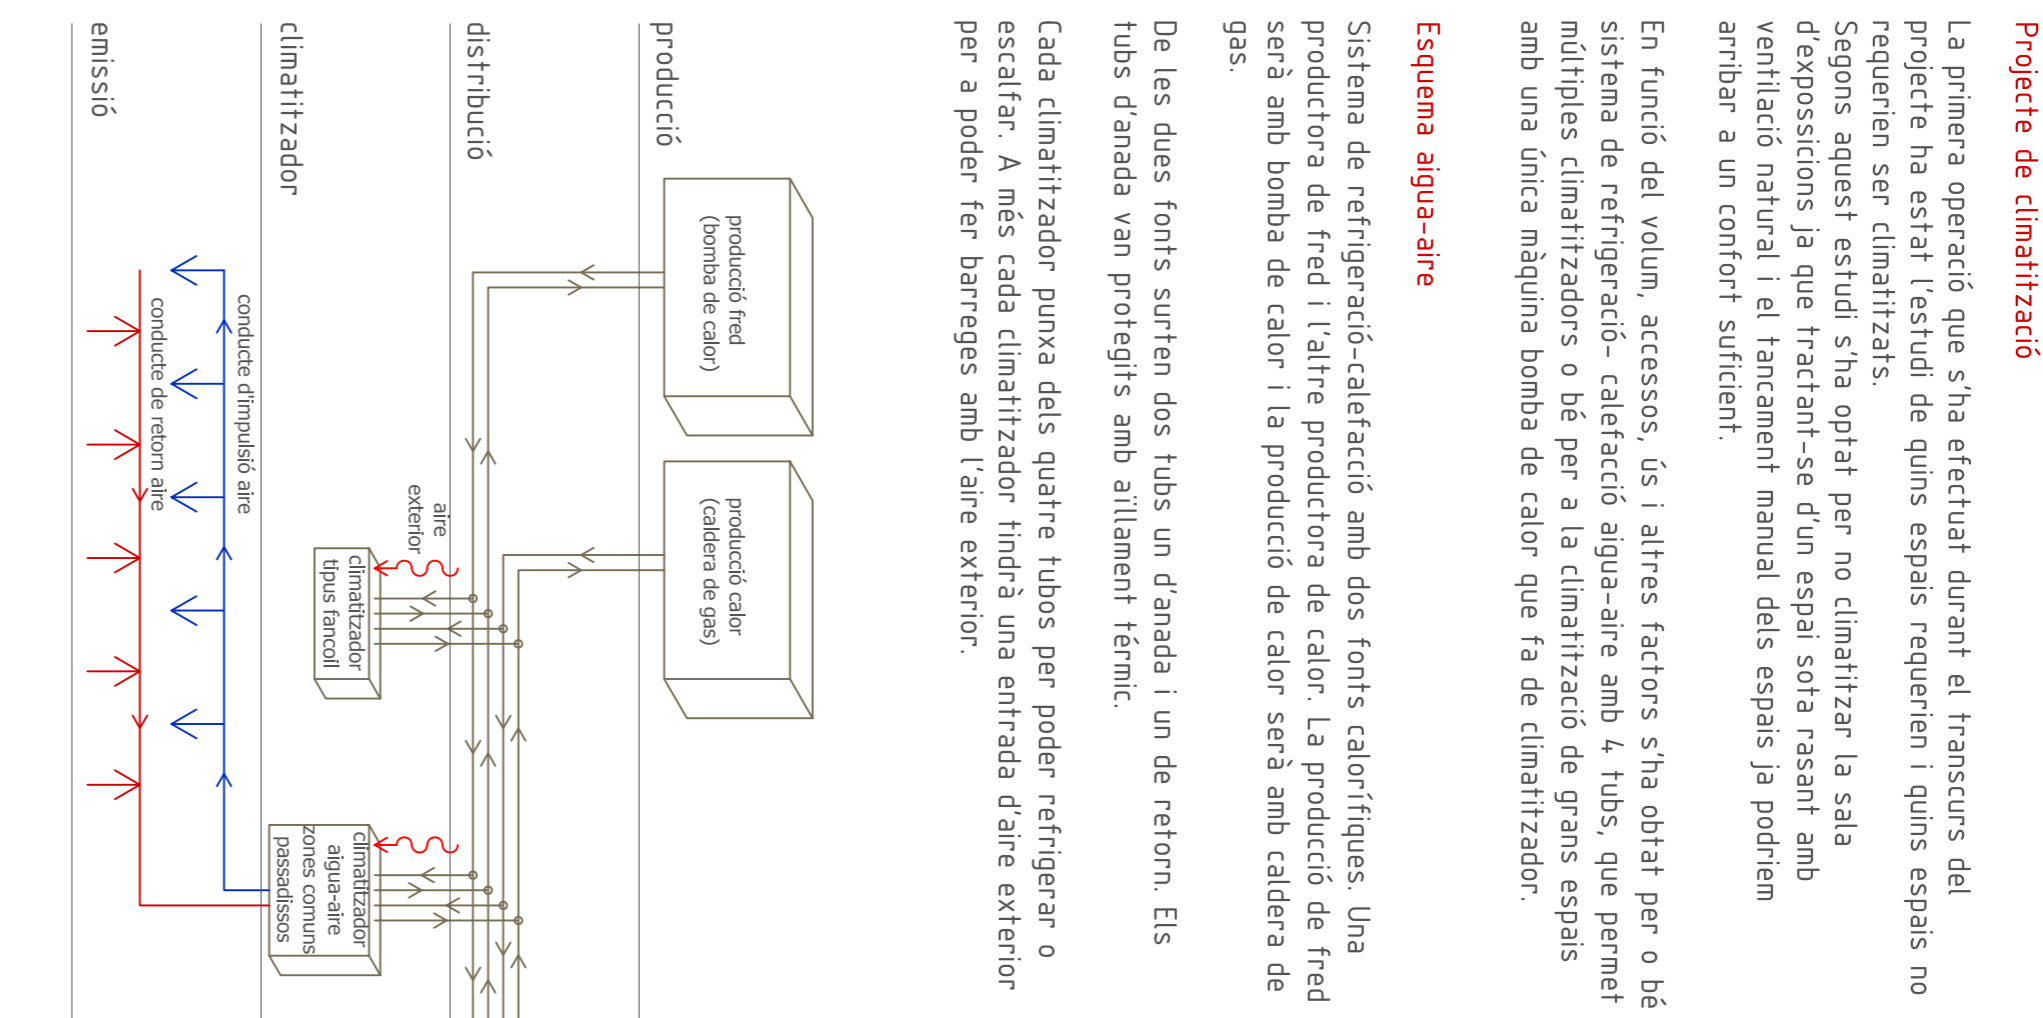 Projecte de climatització
La primera operació que s'ha efectuat durant el transcurs del
projecte ha estat l'estudi de quins espais requerien i quins espais no
requerien ser climatitzats.
Segons aquest estudi s'ha optat per no climatitzar la sala
d'expossicions ja que tractant-se d'un espai sota rasant amb
ventilació natural i el tancament manual dels espais ja podriem
arribar a un confort suficient.
En funció del volum, accessos, ús i altres factors s'ha obtat per o bé
sistema de refrigeració- calefacció aigua-aire amb 4 tubs, que permet
múltiples climatitzadors o bé per a la climatització de grans espais
amb una única màquina bomba de calor que fa de climatitzador.
Esquema aigua-aire
Sistema de refrigeració-calefacció amb dos fonts calorífiques. Una
productora de fred i l'altre productora de calor. La producció de fred
serà amb bomba de calor i la producció de calor serà amb caldera de
gas.
De les dues fonts surten dos tubs un d'anada i un de retorn. Els
tubs d'anada van protegits amb aïllament térmic.
Cada climatitzador punxa dels quatre tubos per poder refrigerar o
escalfar. A més cada climatitzador tindrà una entrada d'aire exterior
per a poder fer barreges amb l'aire exterior.
producció
producció fred
(bomba de calor)
producció calor
(caldera de gas)
distribució
aire
exterior
climatitzador
climatitzador
tipus fancoil
climatitzador
aigua-aire
zones comuns
passadissos
conducte d'impulsió aire
conducte de retorn aire
emissió